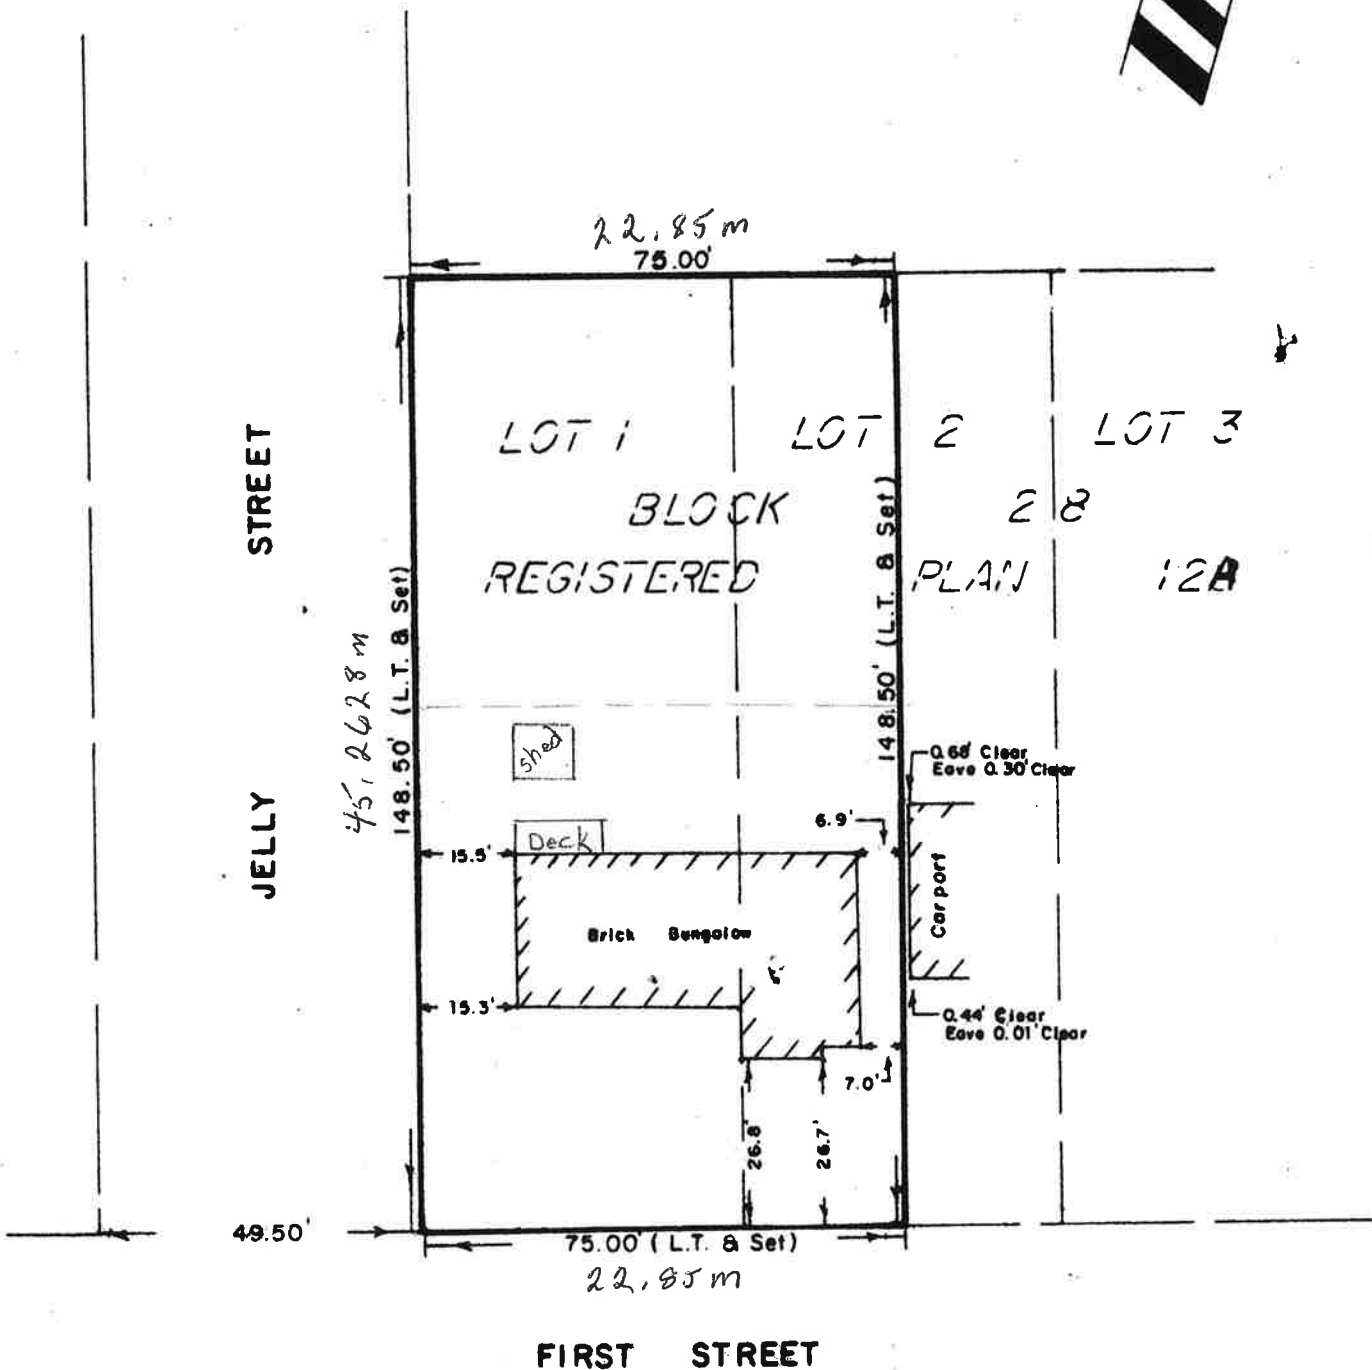 22.85 m
75.00'
LOT 1 LOT 2 LOT 3
BLOCK 28
REGISTERED PLAN 12A
JELLY STREET
45.2628 m
148.50' (L.T. & Set)
148.50' (L.T. & Set)
shed
0.68' Clear
Eave 0.30' Clear
6.9'
Deck
15.5'
Carport
Brick Bungalow
15.3'
0.44' Clear
Eave 0.01' Clear
7.0'
26.8'
26.7'
49.50'
75.00' (L.T. & Set)
22.85 m
FIRST STREET